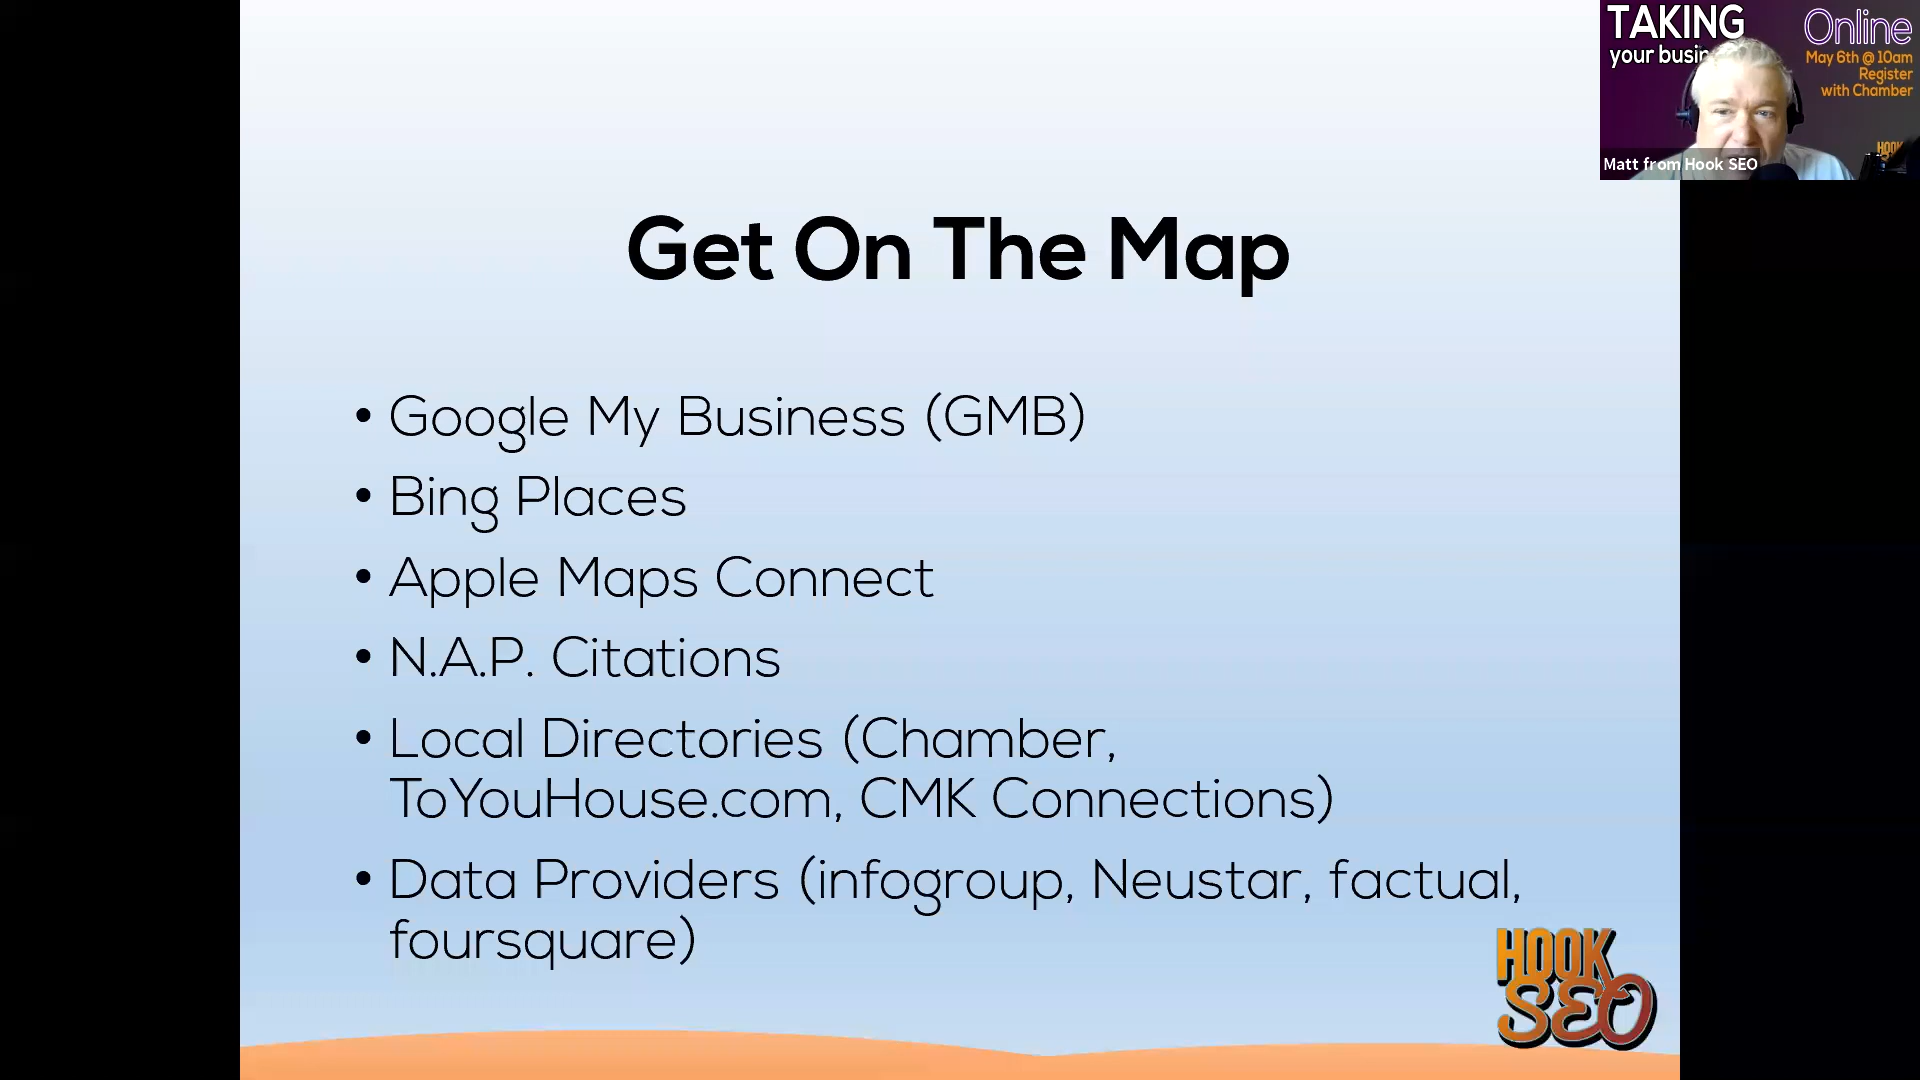 TAKING
your busin
Online
May 6th @ 10am
Register
with Chamber
HOOK
Matt from Hook SEO
Get On The Map
• Google My Business (GMB)
• Bing Places
• Apple Maps Connect
• N.A.P. Citations
• Local Directories (Chamber,
ToYouHouse.com, CMK Connections)
• Data Providers (infogroup, Neustar, factual,
foursquare)
HOOK
SEO